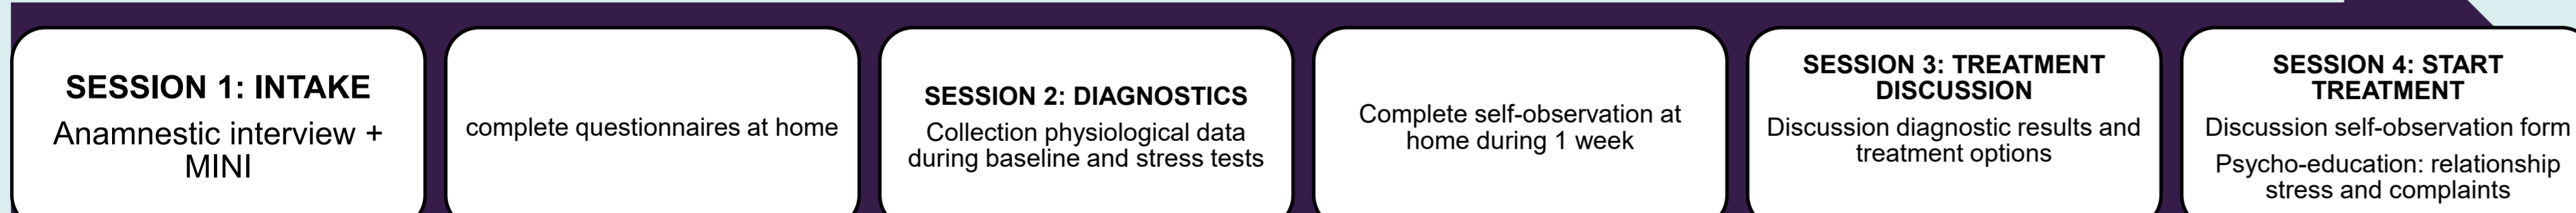 SESSION 1: INTAKE
Anamnestic interview +
MINI
complete questionnaires at home
SESSION 2: DIAGNOSTICS
Collection physiological data
during baseline and stress tests
Complete self-observation at
home during 1 week
SESSION 3: TREATMENT
DISCUSSION
Discussion diagnostic results and
treatment options
SESSION 4: START
TREATMENT
Discussion self-observation form
Psycho-education: relationship
stress and complaints